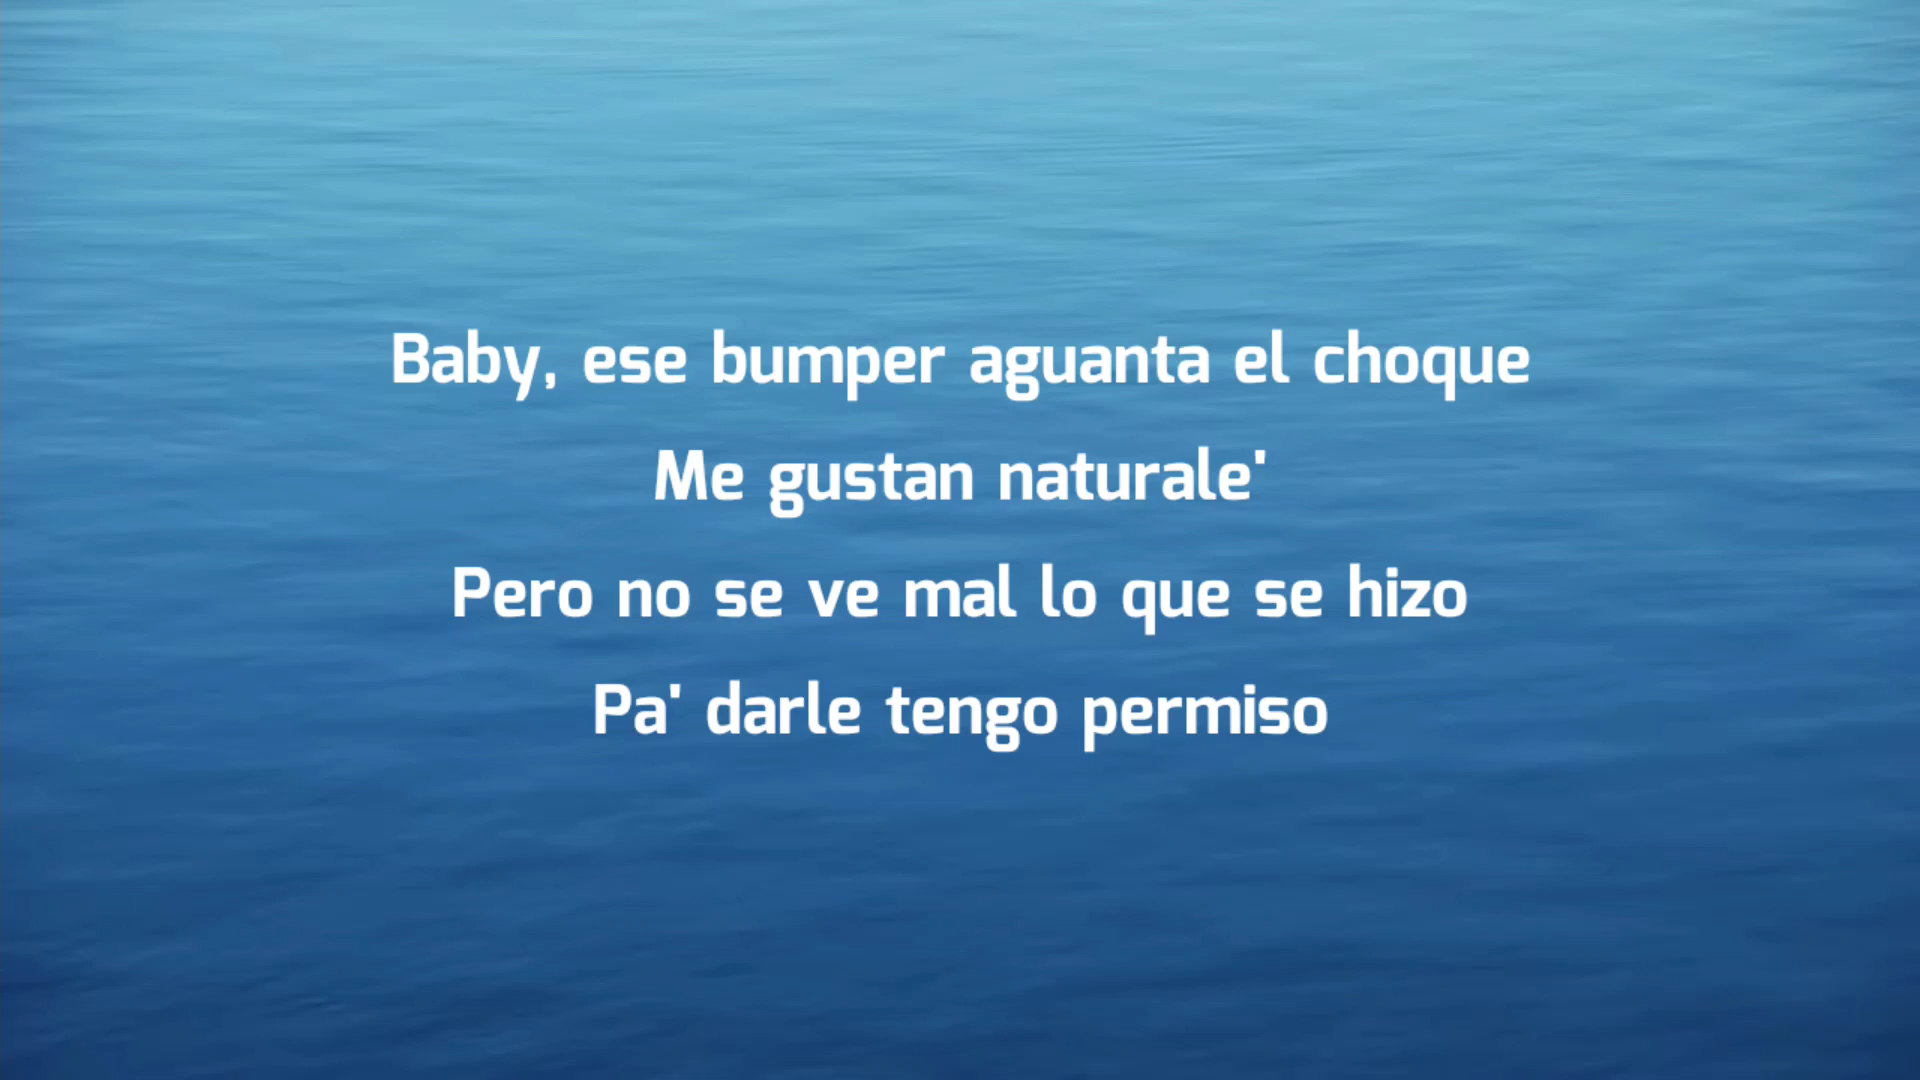 Baby, ese bumper aguanta el choque
Me gustan naturale'
Pero no se ve mal lo que se hizo
Pa' darle tengo permiso